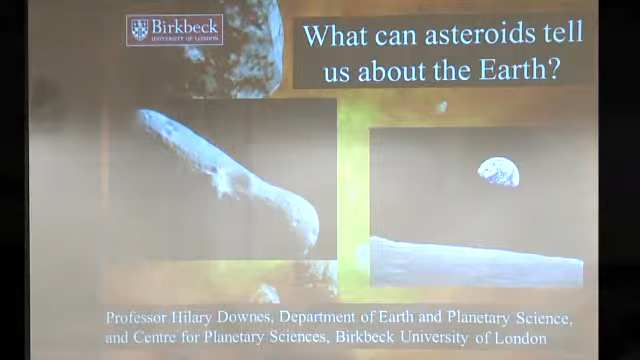 Birkbeck
UNIVERSITY OF LONDON
What can asteroids tell
us about the Earth?
Professor Hilary Downes, Department of Earth and Planetary Science,
and Centre for Planetary Sciences, Birkbeck University of London